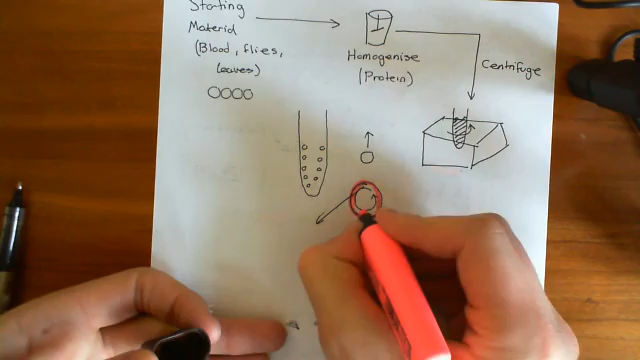 Starting
Material
(Blood, flies,
leaves)
Homogenise
(Protein)
Centrifuge